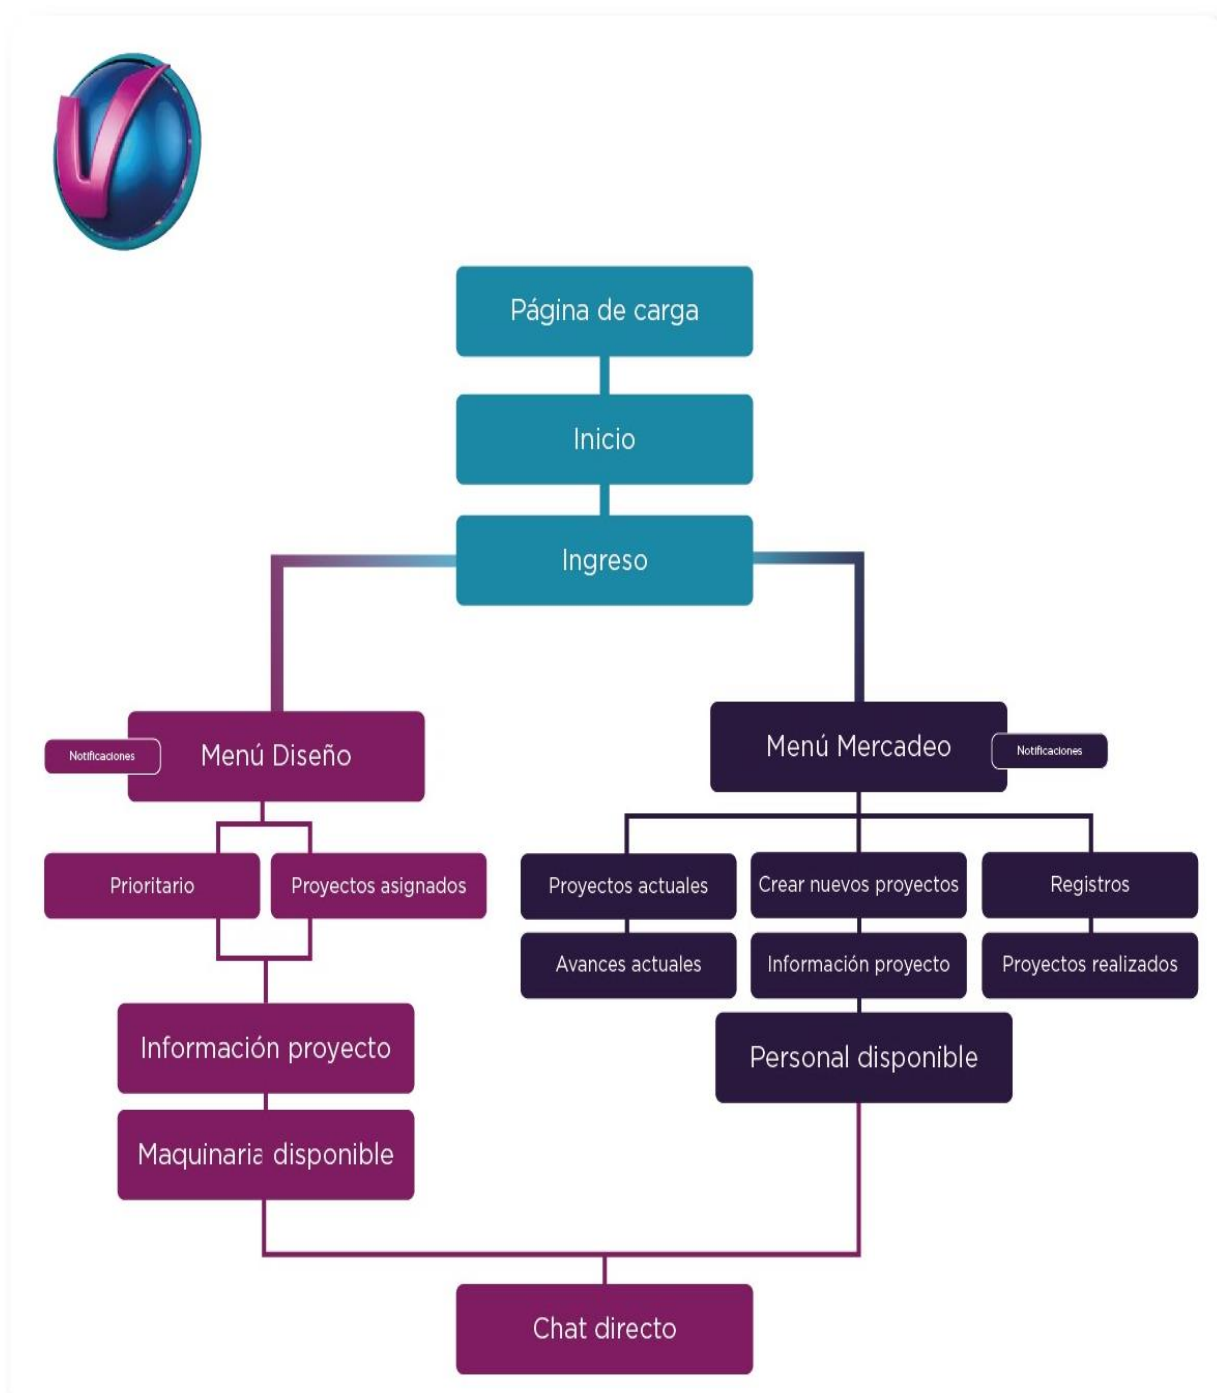 Página de carga
Inicio
Ingreso
Notificaciones
Menú Diseño
Menú Mercadeo
Notificaciones
Prioritario
Proyectos asignados
Proyectos actuales
Crear nuevos proyectos
Registros
Avances actuales
Información proyecto
Proyectos realizados
Información proyecto
Personal disponible
Maquinaria disponible
Chat directo